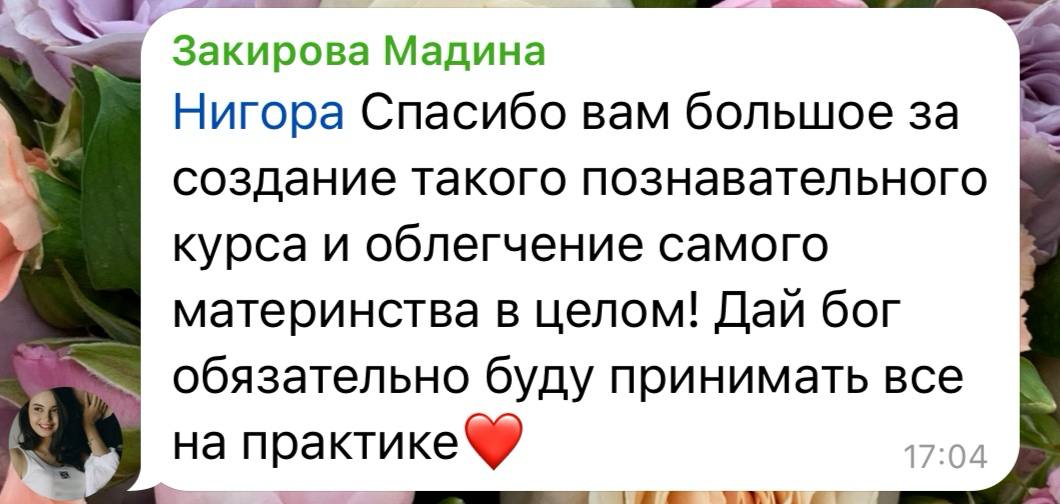 Закирова Мадина
Нигора Спасибо вам большое за
создание такого познавательного
курса и облегчение самого
материнства в целом! Дай бог
обязательно буду принимать все
на практике❤️
17:04